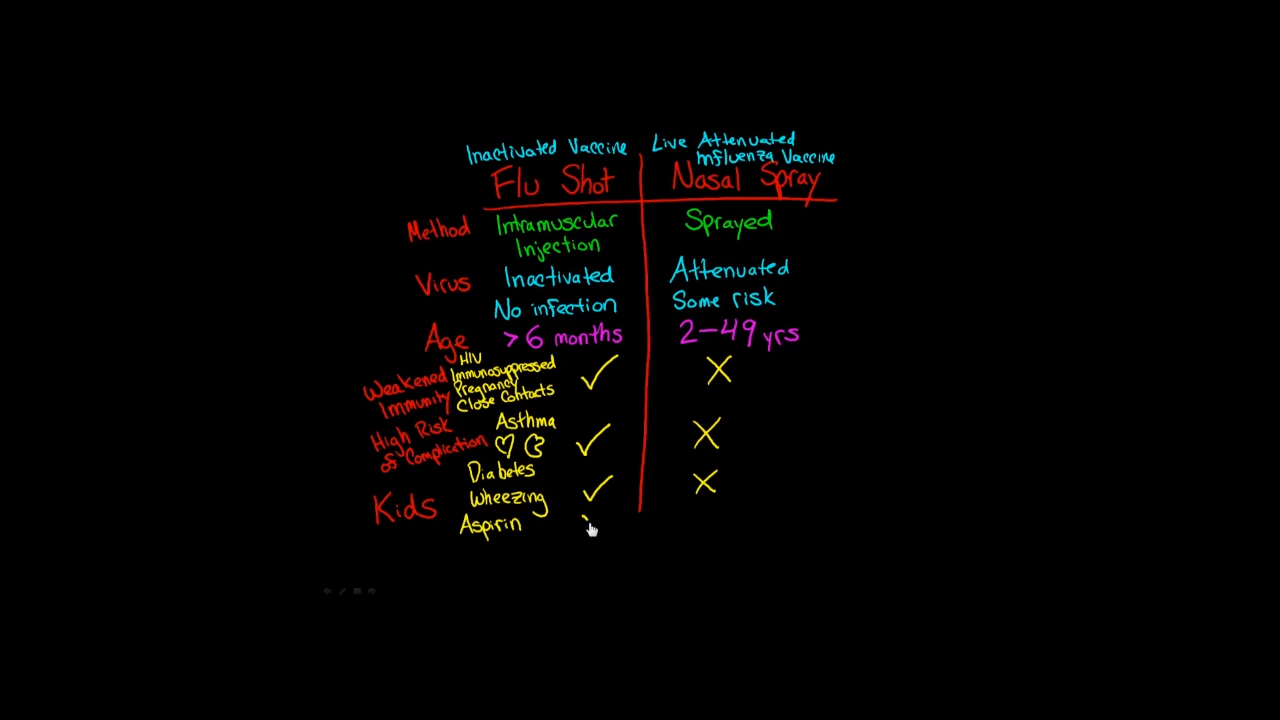 Inactivated Vaccine Live Attenuated
Influenza Vaccine
Flu Shot Nasal Spray
Method Intramuscular Sprayed
Injection
Virus Inactivated Attenuated
No infection Some risk
Age > 6 months 2-49 yrs
HIV
Weakened Immunosuppressed ✓ X
Pregnancy
Immunity Close Contacts
High Risk Asthma
of Complication ✓ X
Diabetes
Kids Wheezing ✓ X
Aspirin